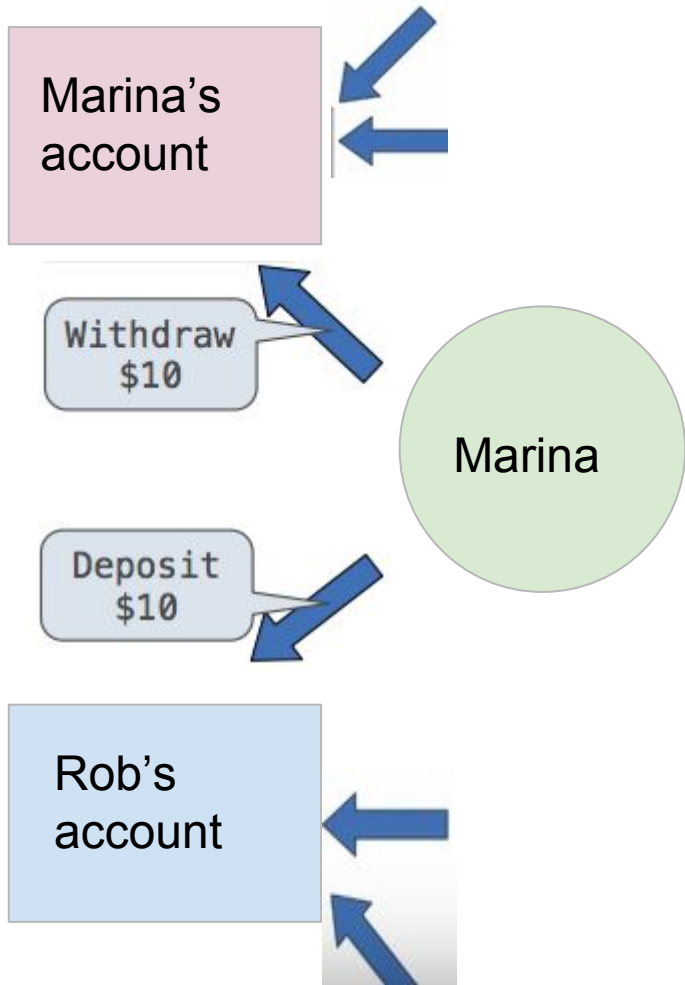 Marina’s
account
Withdraw
$10
Marina
Deposit
$10
Rob’s
account